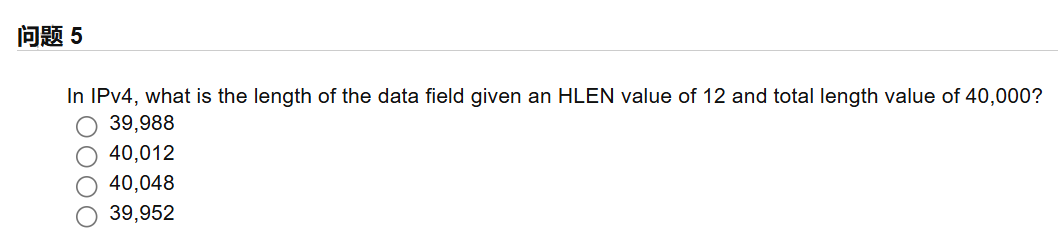 问题 5
In IPv4, what is the length of the data field given an HLEN value of 12 and total length value of 40,000?
39,988
40,012
40,048
39,952